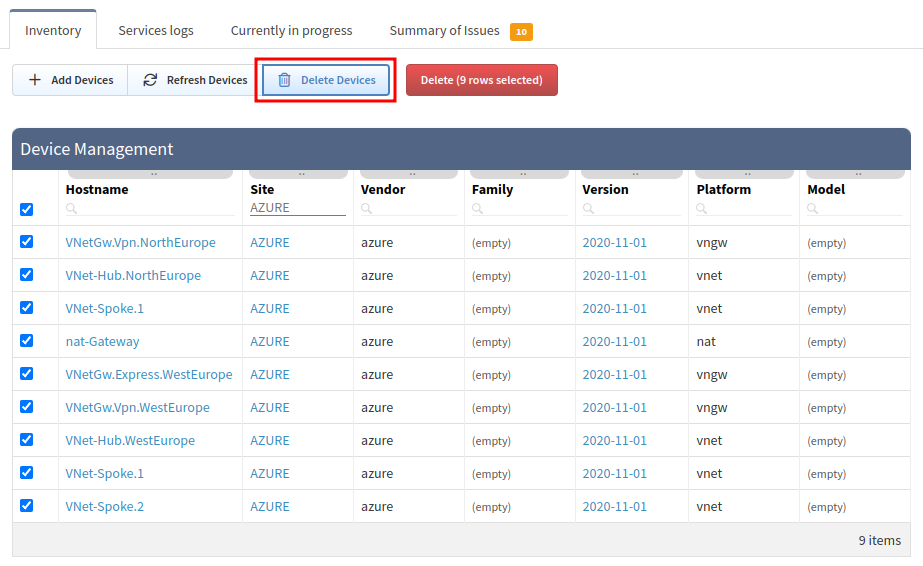 Inventory Services logs Currently in progress Summary of Issues 10
Add Devices Refresh Devices Delete Devices Delete (9 rows selected)
Device Management
Hostname Site Vendor Family Version Platform Model
AZURE
VNetGw.Vpn.NorthEurope AZURE azure (empty) 2020-11-01 vngw (empty)
VNet-Hub.NorthEurope AZURE azure (empty) 2020-11-01 vnet (empty)
VNet-Spoke.1 AZURE azure (empty) 2020-11-01 vnet (empty)
nat-Gateway AZURE azure (empty) 2020-11-01 nat (empty)
VNetGw.Express.WestEurope AZURE azure (empty) 2020-11-01 vngw (empty)
VNetGw.Vpn.WestEurope AZURE azure (empty) 2020-11-01 vngw (empty)
VNet-Hub.WestEurope AZURE azure (empty) 2020-11-01 vnet (empty)
VNet-Spoke.1 AZURE azure (empty) 2020-11-01 vnet (empty)
VNet-Spoke.2 AZURE azure (empty) 2020-11-01 vnet (empty)
9 items